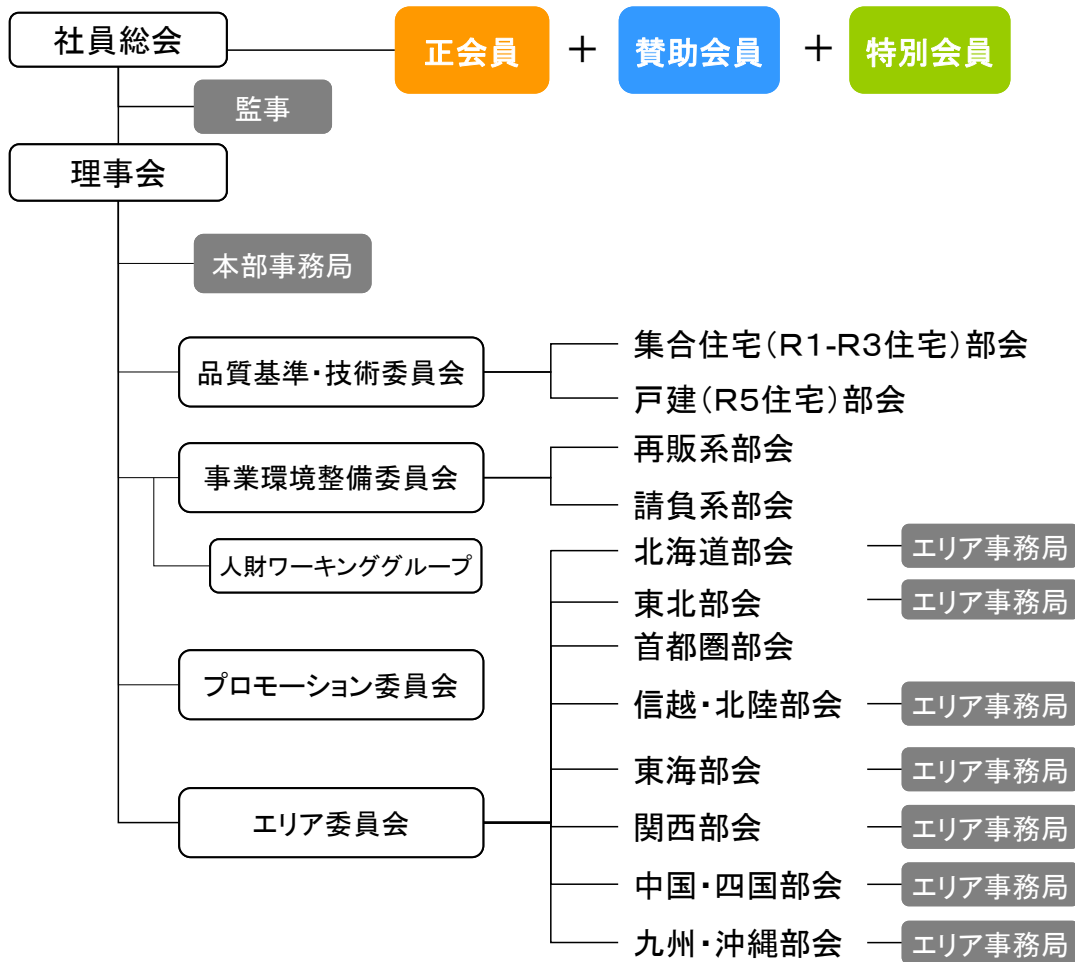 社員総会
正会員 + 賛助会員 + 特別会員
監事
理事会
本部事務局
品質基準・技術委員会
集合住宅(R1-R3住宅)部会
戸建(R5住宅)部会
事業環境整備委員会
再販系部会
請負系部会
人財ワーキンググループ
プロモーション委員会
エリア委員会
北海道部会 エリア事務局
東北部会 エリア事務局
首都圏部会
信越・北陸部会 エリア事務局
東海部会 エリア事務局
関西部会 エリア事務局
中国・四国部会 エリア事務局
九州・沖縄部会 エリア事務局